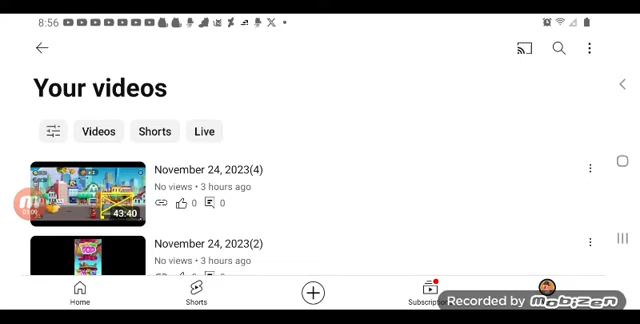 8:56
Your videos
Videos
Shorts
Live
November 24, 2023(4)
No views • 3 hours ago
0
0
43:40
November 24, 2023(2)
No views • 3 hours ago
Home
Shorts
Subscription
Recorded by
MOBIZEN